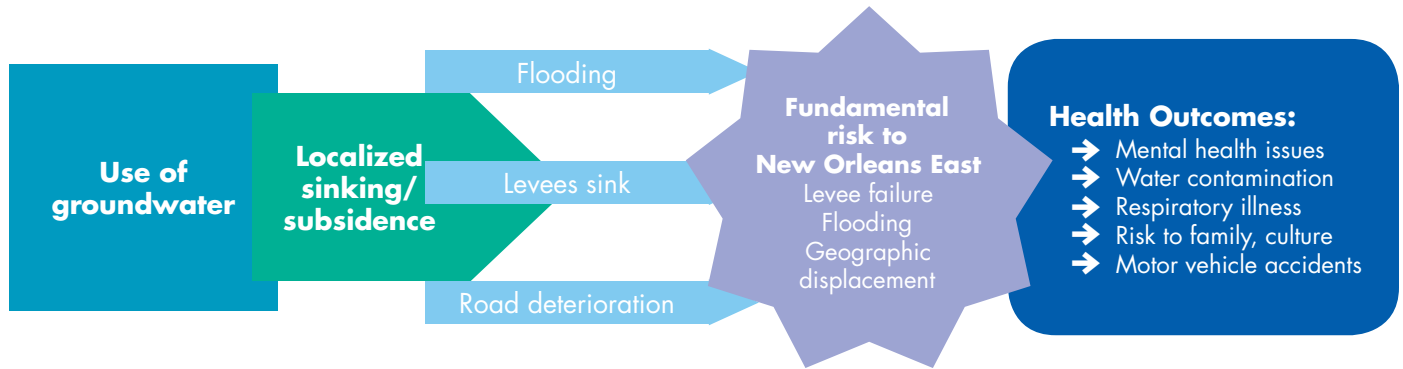 Use of
groundwater
Localized
sinking/
subsidence
Flooding
Levees sink
Road deterioration
Fundamental
risk to
New Orleans East
Levee failure
Flooding
Geographic
displacement
Health Outcomes:
Mental health issues
Water contamination
Respiratory illness
Risk to family, culture
Motor vehicle accidents